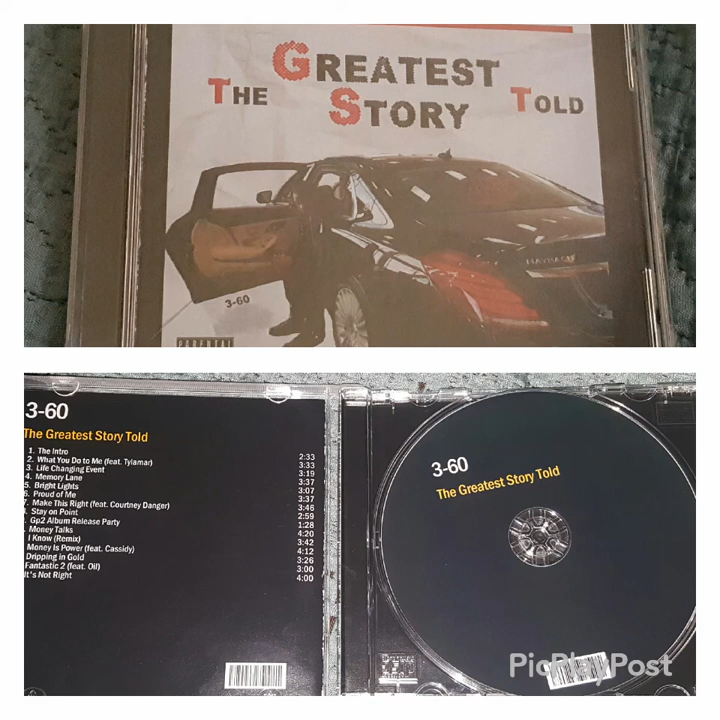 GREATEST
THE STORY TOLD
MAYBACH
3-60
PARENTAL
3-60
The Greatest Story Told
1. The Intro 2:33
2. What You Do to Me (feat. Tylamar) 3:33
3. Life Changing Event 3:19
4. Memory Lane 3:37
5. Bright Lights 3:07
6. Proud of Me 3:37
7. Make This Right (feat. Courtney Danger) 3:46
. Stay on Point 2:59
. Gp2 Album Release Party 1:28
Money Talks 4:20
I Know (Remix) 3:42
Money Is Power (feat. Cassidy) 4:12
Dripping in Gold 3:26
Fantastic 2 (feat. Oil) 3:00
It's Not Right 4:00
3-60
The Greatest Story Told
PicPlayPost